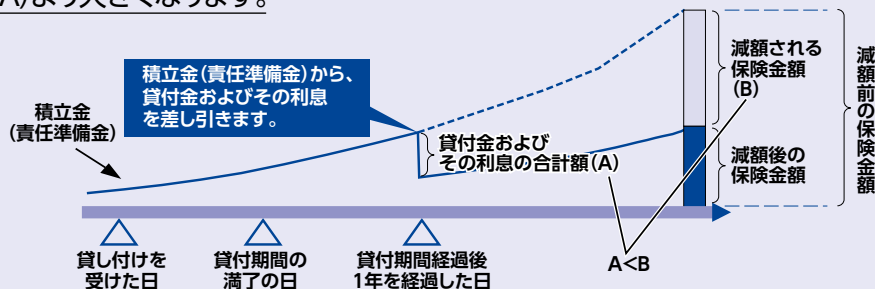 A)より大きくなります。
積立金(責任準備金)から、
貸付金およびその利息
を差し引きます。
積立金
(責任準備金)
貸付金および
その利息の合計額(A)
減額される
保険金額
(B)
減額後の
保険金額
減額前の保険金額
貸し付けを
受けた日
貸付期間の
満了の日
貸付期間経過後
1年を経過した日
A<B